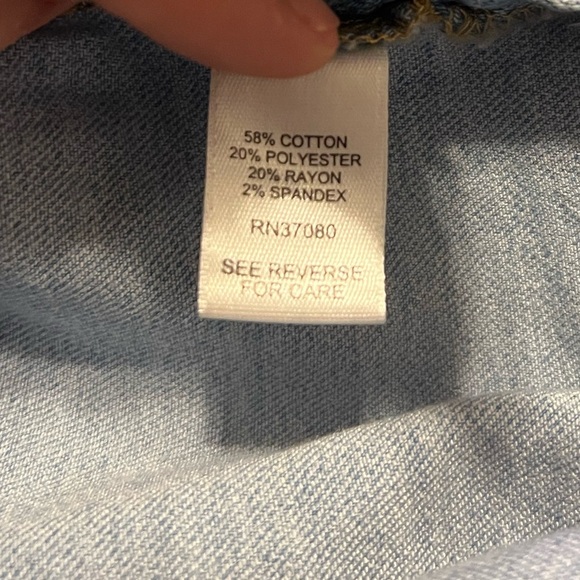 58% COTTON
20% POLYESTER
20% RAYON
2% SPANDEX
RN37080
SEE REVERSE
FOR CARE